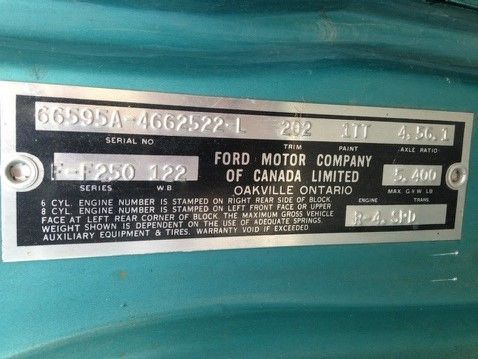 66595A-4662522-L 202 1TT 4.56.1
SERIAL NO TRIM PAINT AXLE RATIO
F-F250 122 FORD MOTOR COMPANY 5.400
SERIES W.B OF CANADA LIMITED MAX. G V W LB
OAKVILLE ONTARIO
ENGINE TRANS
8-4.SPD
6 CYL. ENGINE NUMBER IS STAMPED ON RIGHT REAR SIDE OF BLOCK.
8 CYL. ENGINE NUMBER IS STAMPED ON LEFT FRONT FACE OR UPPER
FACE AT LEFT REAR CORNER OF BLOCK. THE MAXIMUM GROSS VEHICLE
WEIGHT SHOWN IS DEPENDENT ON THE USE OF ADEQUATE SPRINGS,
AUXILIARY EQUIPMENT & TIRES. WARRANTY VOID IF EXCEEDED